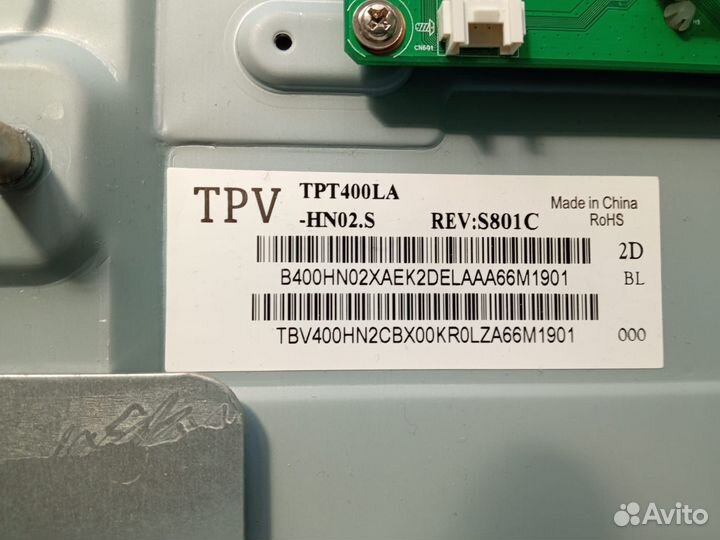 CN601
TPV TPT400LA
-HN02.S REV:S801C
Made in China
RoHS
2D
B400HN02XAEK2DELAAA66M1901 BL
TBV400HN2CBX00KR0LZA66M1901 000
Avito